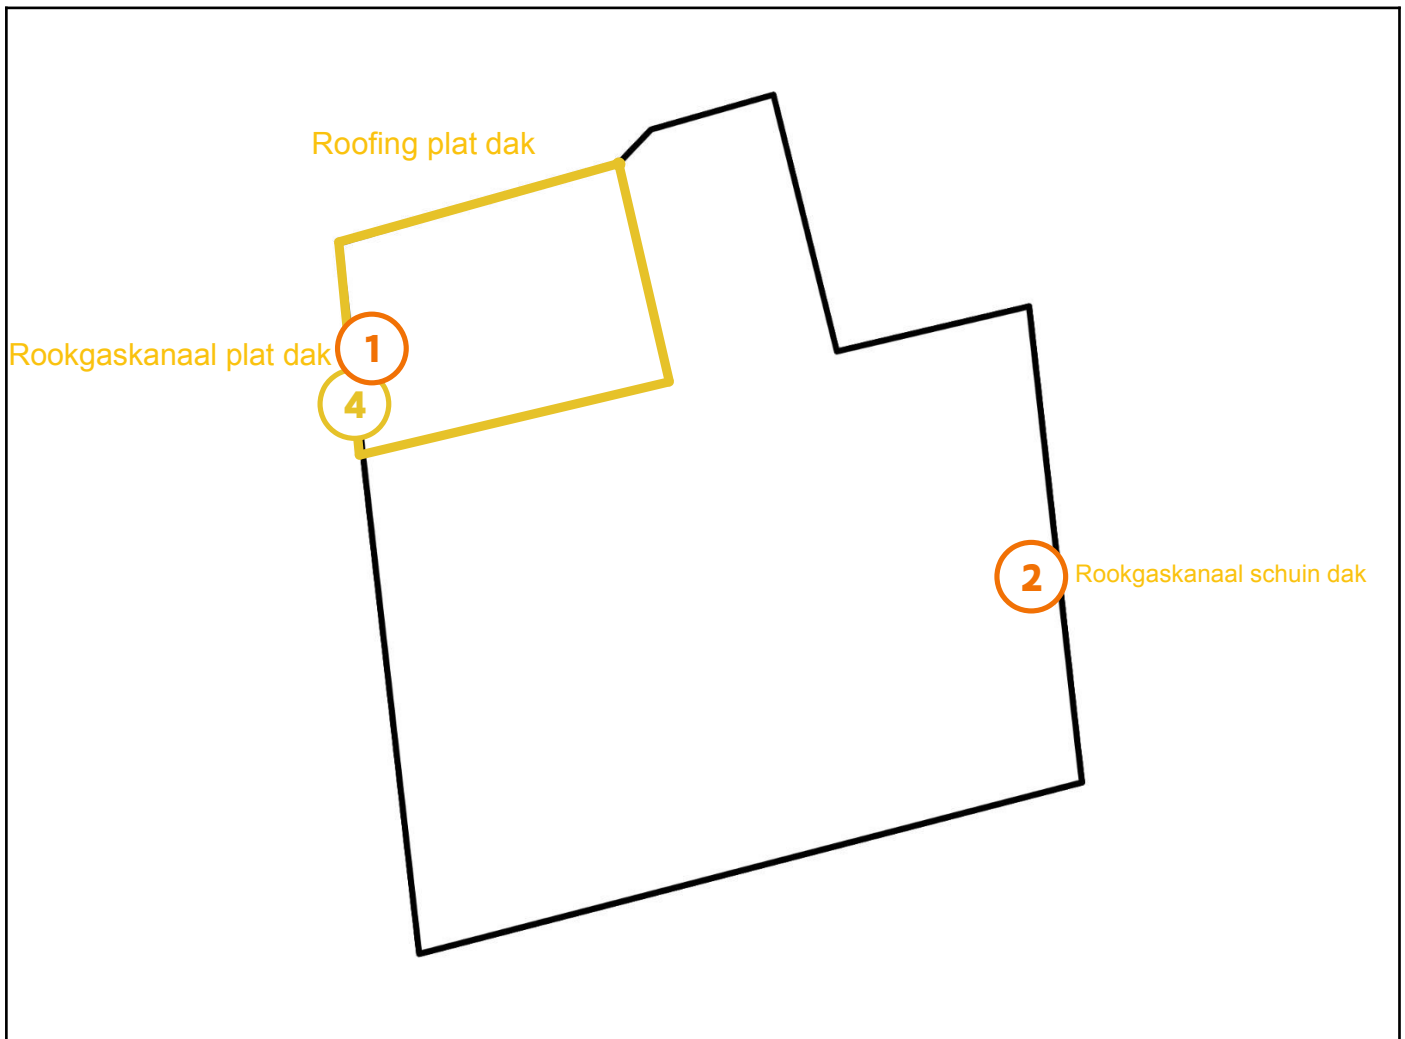 Roofing plat dak
1
Rookgaskanaal plat dak
4
2
Rookgaskanaal schuin dak